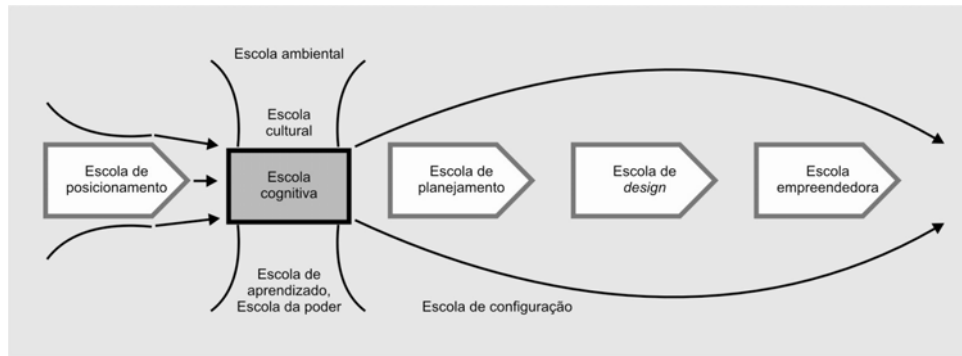 Escola ambiental
Escola
cultural
Escola de
posicionamento
Escola
cognitiva
Escola de
planejamento
Escola de
design
Escola
empreendedora
Escola de
aprendizado,
Escola da poder
Escola de configuração